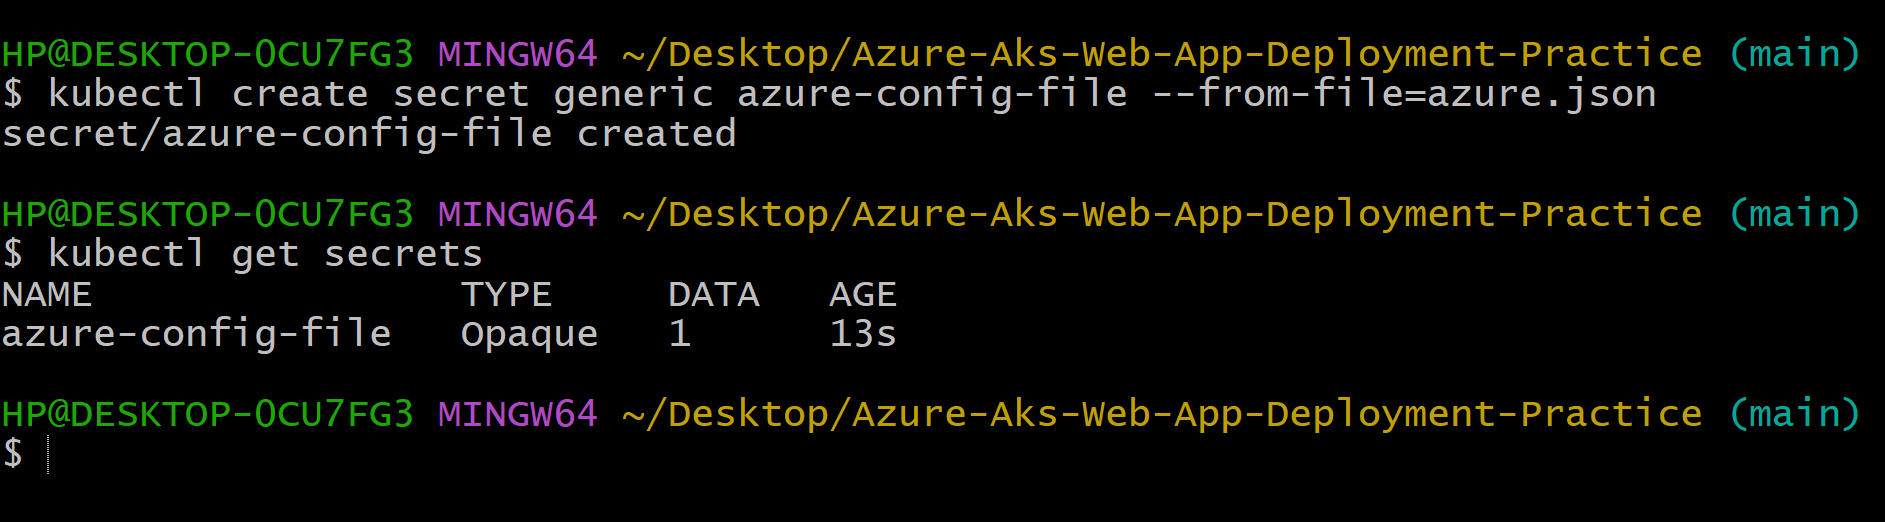 HP@DESKTOP-0CU7FG3 MINGW64 ~/Desktop/Azure-Aks-Web-App-Deployment-Practice (main)
$ kubectl create secret generic azure-config-file --from-file=azure.json
secret/azure-config-file created
HP@DESKTOP-0CU7FG3 MINGW64 ~/Desktop/Azure-Aks-Web-App-Deployment-Practice (main)
$ kubectl get secrets
NAME                TYPE     DATA   AGE
azure-config-file   Opaque   1      13s
HP@DESKTOP-0CU7FG3 MINGW64 ~/Desktop/Azure-Aks-Web-App-Deployment-Practice (main)
$